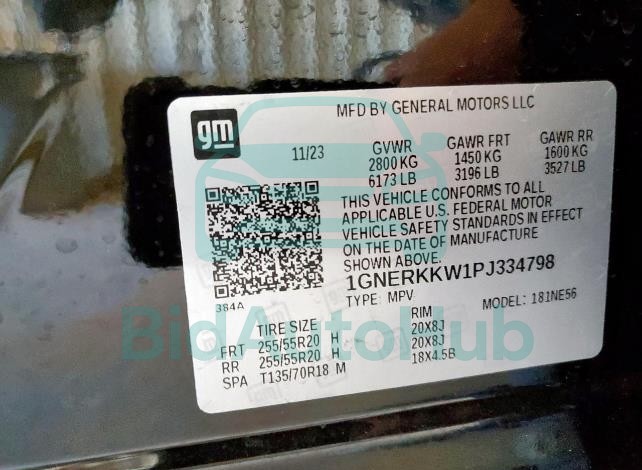 gm
MFD BY GENERAL MOTORS LLC
11/23 GVWR GAWR FRT GAWR RR
2800 KG 1450 KG 1600 KG
6173 LB 3196 LB 3527 LB
THIS VEHICLE CONFORMS TO ALL
APPLICABLE U.S. FEDERAL MOTOR
VEHICLE SAFETY STANDARDS IN EFFECT
ON THE DATE OF MANUFACTURE
SHOWN ABOVE.
1GNERKKW1PJ334798
384A
TYPE: MPV MODEL: 181NE56
TIRE SIZE RIM
FRT 255/55R20 H 20X8J
RR 255/55R20 H 20X8J
SPA T135/70R18 M 18X4.5B
BidAutoHub